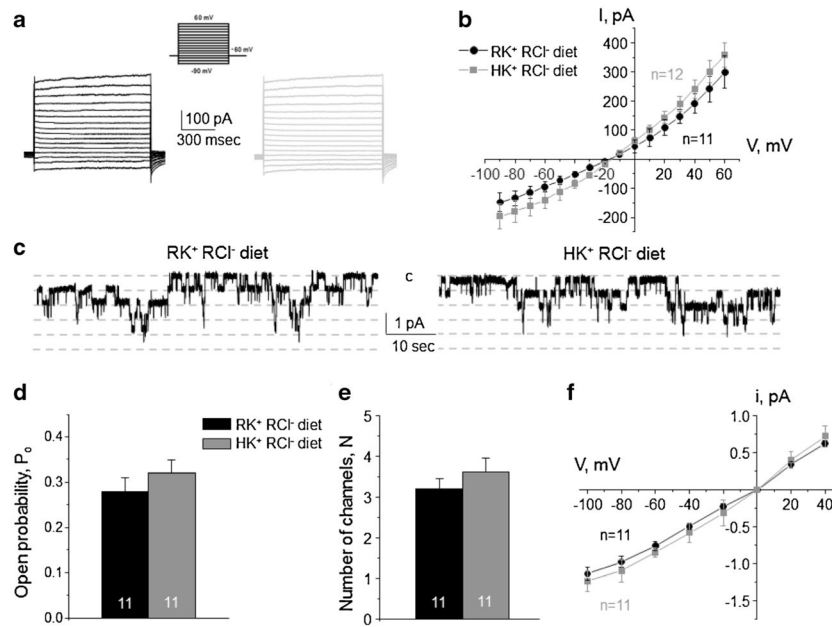 a
60 mV
-60 mV
-90 mV
100 pA
300 msec
b
I, pA
RK⁺ RCl⁻ diet
HK⁺ RCl⁻ diet
n=12
n=11
V, mV
400
300
200
100
-100
-200
-100 -80 -60 -40 -20 0 20 40 60
c
RK⁺ RCl⁻ diet
HK⁺ RCl⁻ diet
c
1 pA
10 sec
d
Open probability, P₀
0.4
0.3
0.2
0.1
0.0
11 11
RK⁺ RCl⁻ diet
HK⁺ RCl⁻ diet
e
Number of channels, N
5
4
3
2
1
0
11 11
f
i, pA
V, mV
1.0
0.5
-0.5
-1.0
-1.5
-100 -80 -60 -40 -20 0 20 40
n=11
n=11